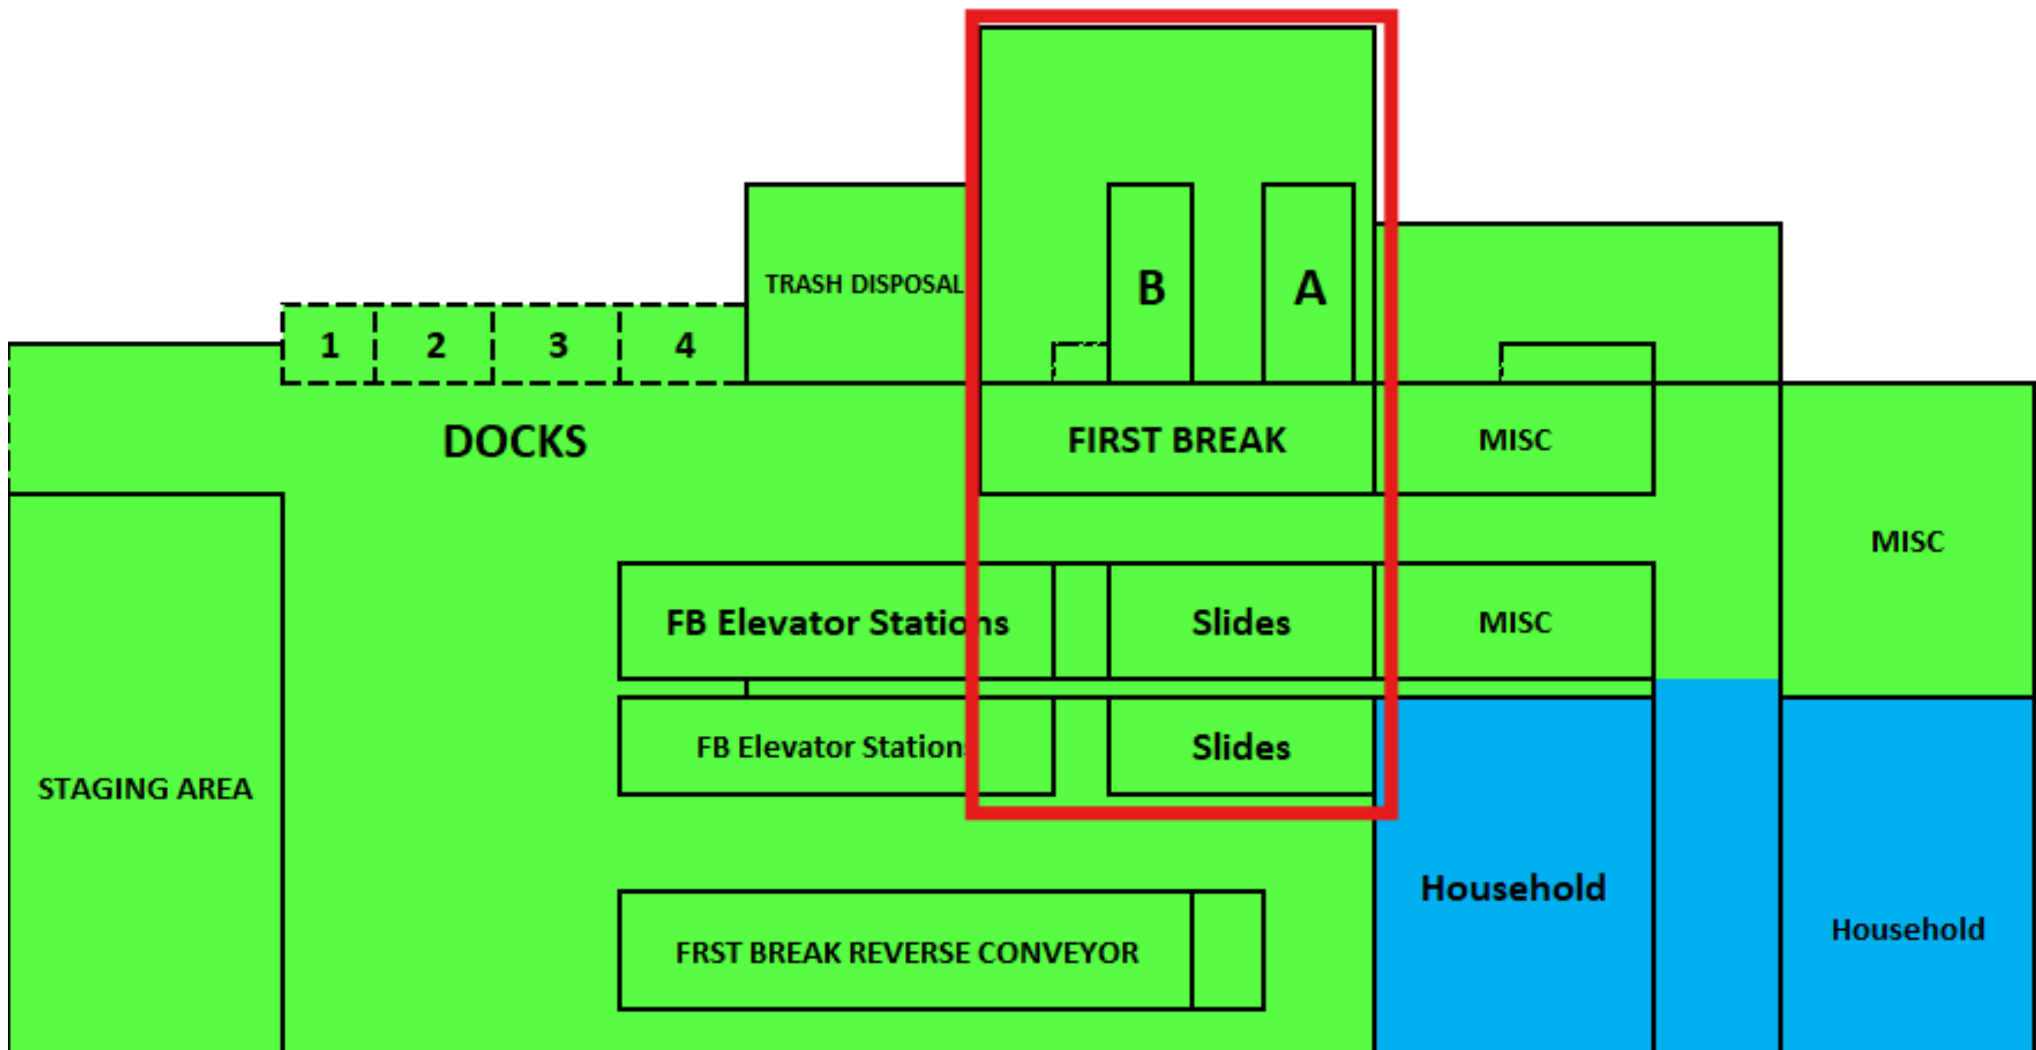 B
A
TRASH DISPOSAL
1
2
3
4
DOCKS
FIRST BREAK
MISC
MISC
FB Elevator Stations
Slides
MISC
FB Elevator Station
Slides
STAGING AREA
Household
Household
FRST BREAK REVERSE CONVEYOR